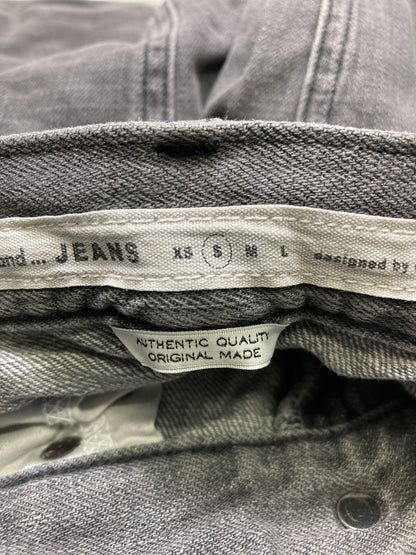 and... JEANS XS S M L designed by
AUTHENTIC QUALITY
ORIGINAL MADE